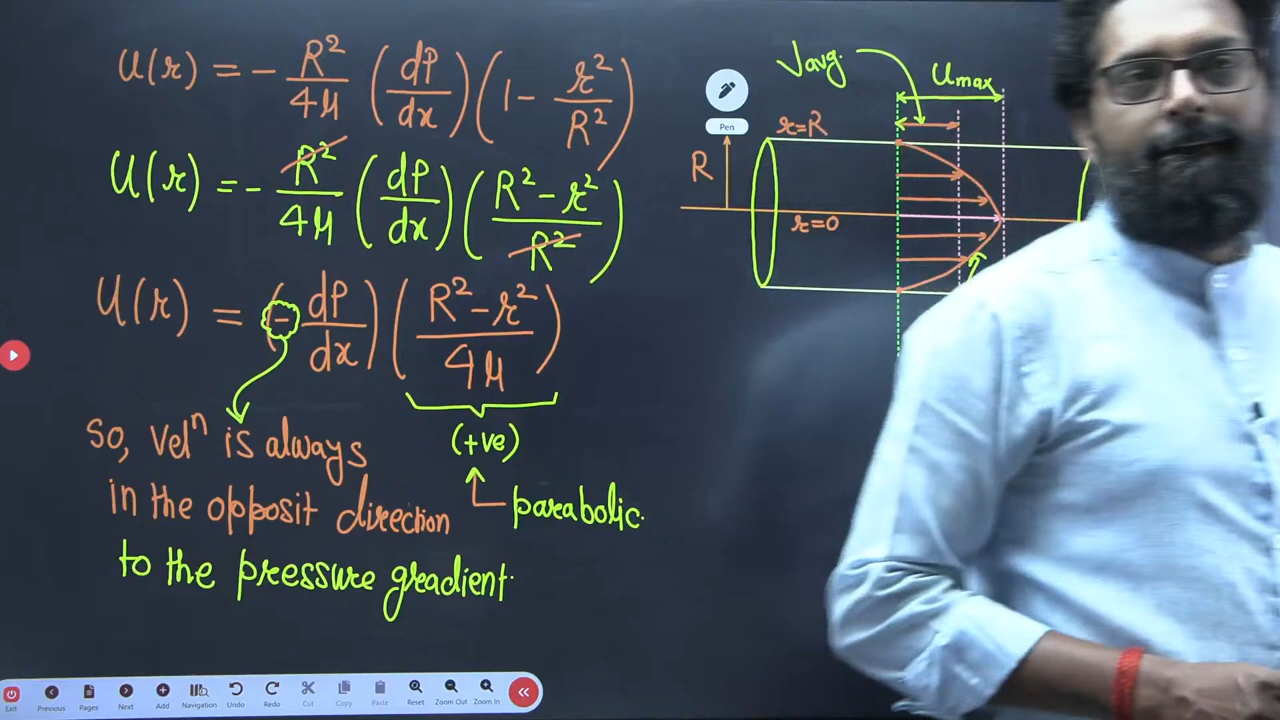 U(r) = - R²/4μ (dP/dx) (1 - r²/R²)
U(r) = - R²/4μ (dP/dx) (R² - r²/R²)
U(r) = (- dP/dx) (R² - r²/4μ)
(+ve)
parabolic.
So, velⁿ is always
in the opposit direction
to the pressure gradient.
Vavg.
Umax
Pen
r=R
R
r=0
Exit
Previous
Pages
Next
Add
Navigation
Undo
Redo
Cut
Copy
Paste
Reset
Zoom Out
Zoom In